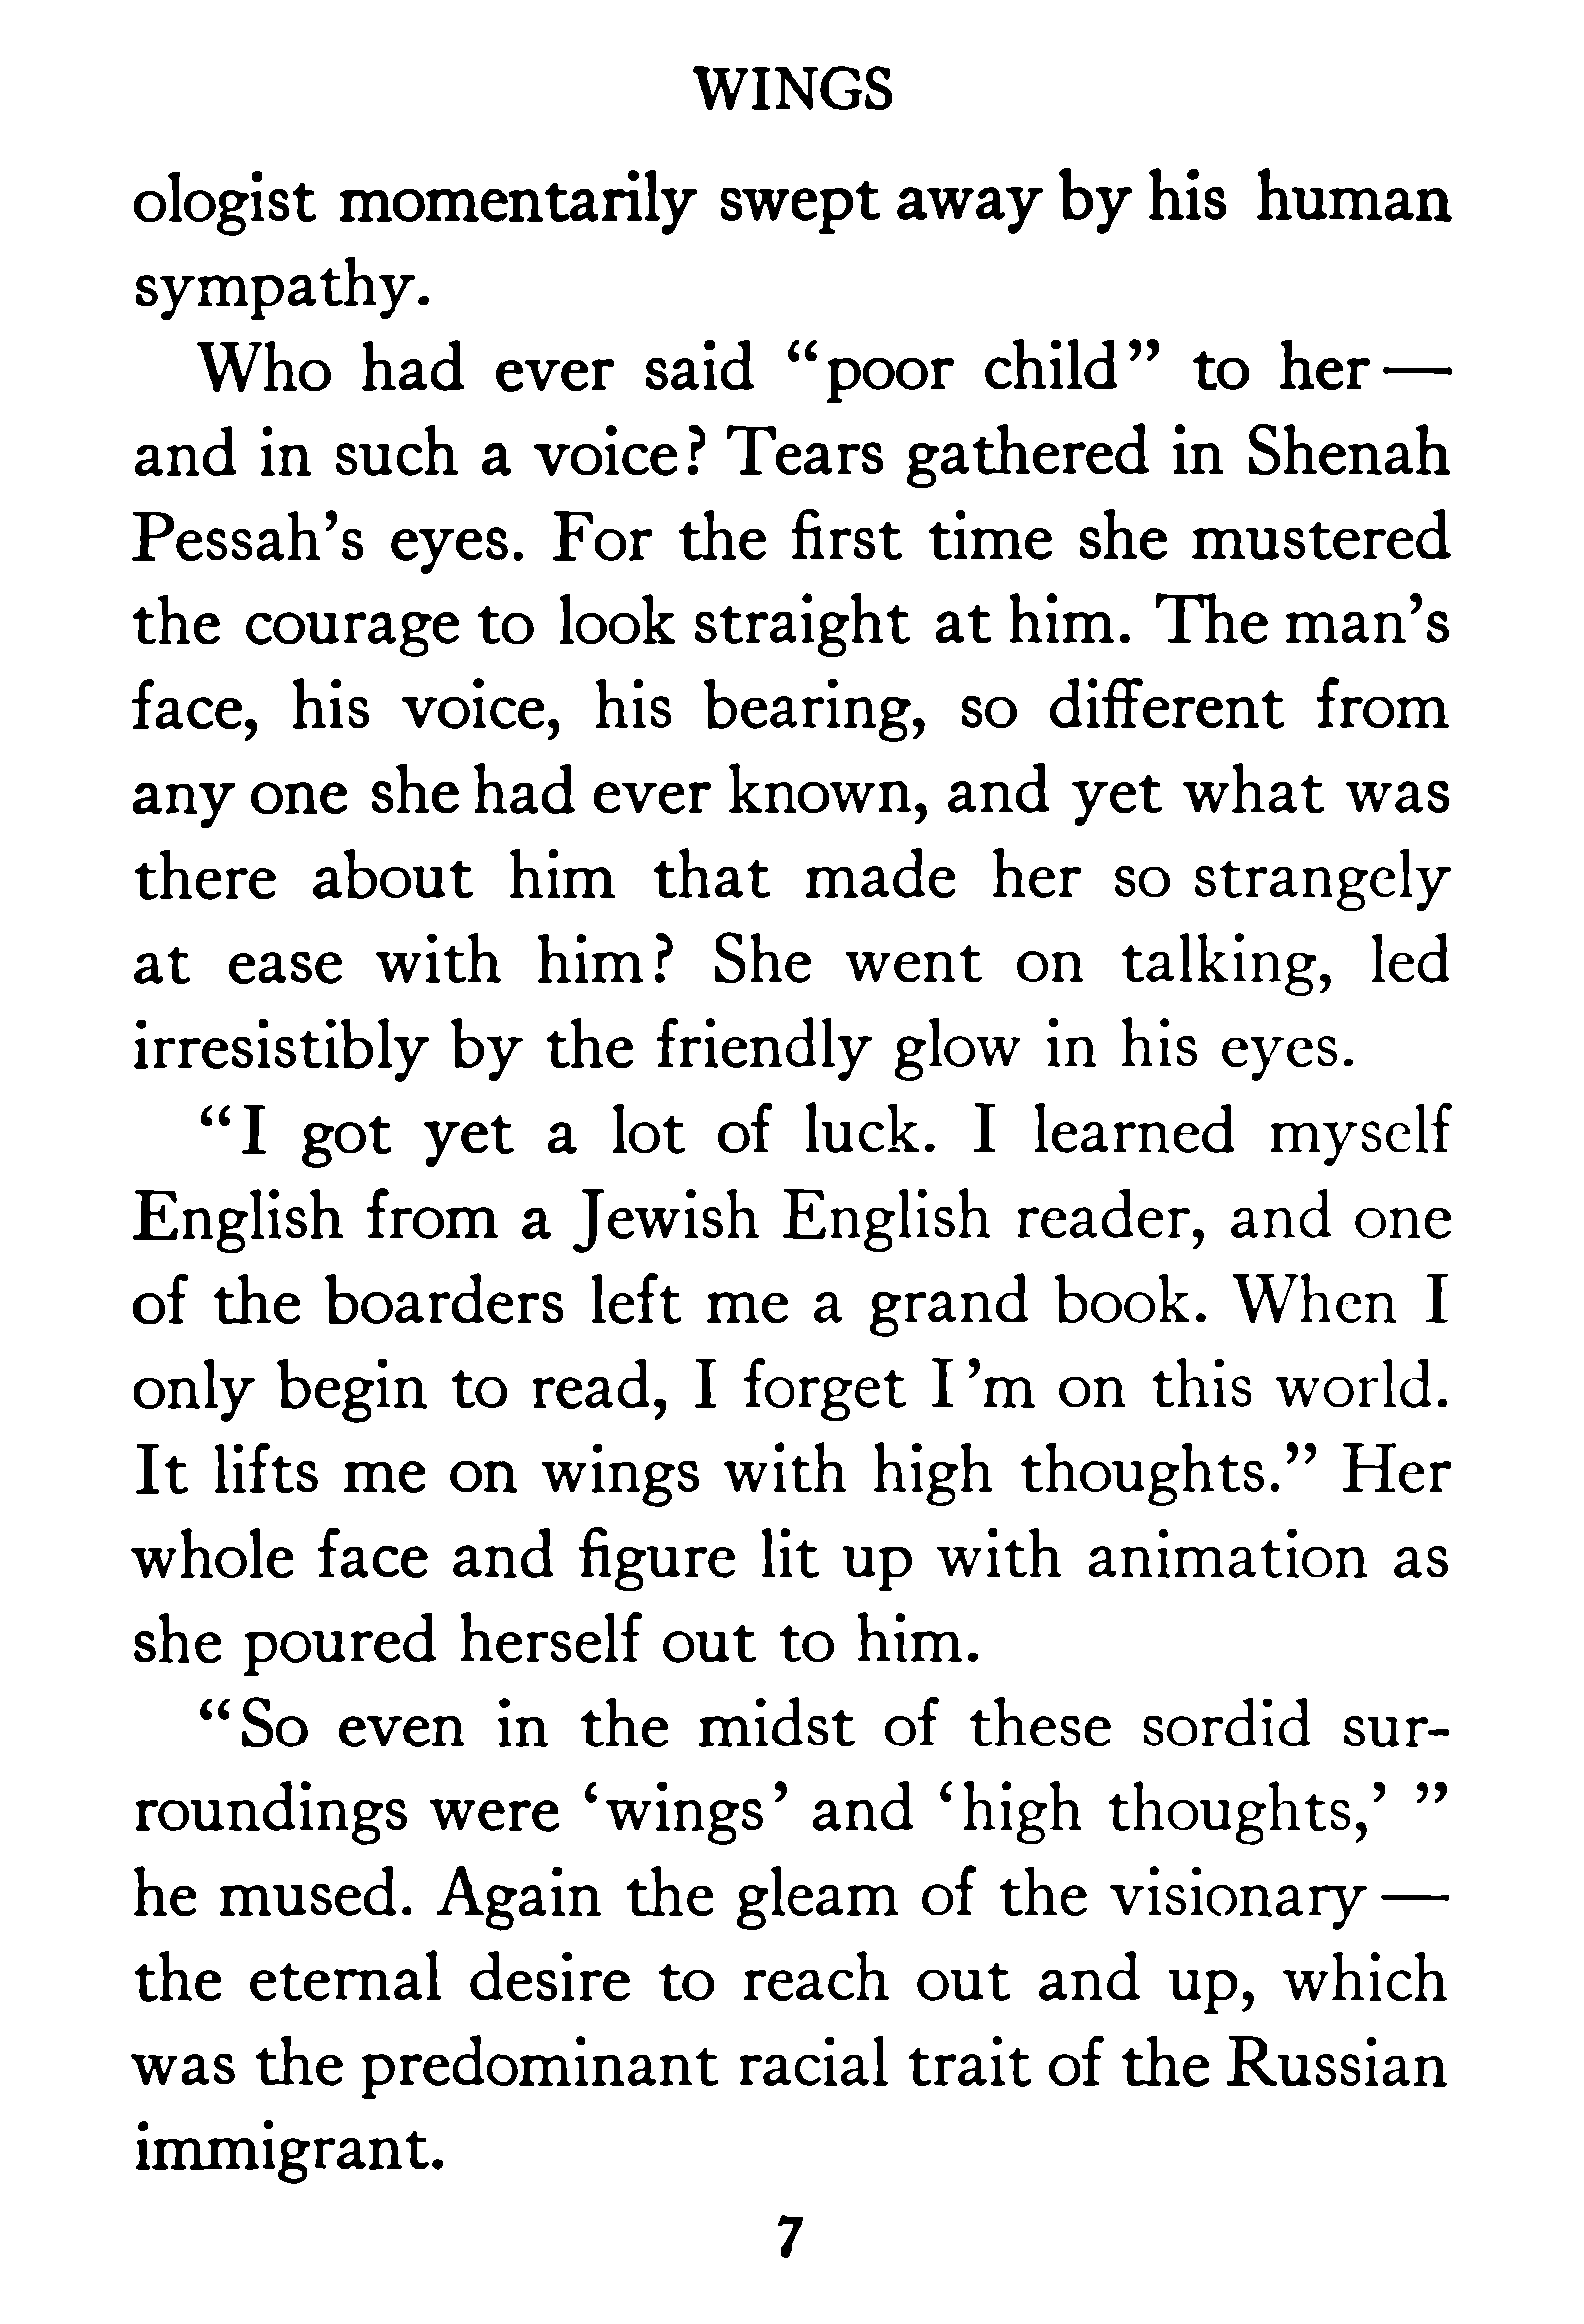 WINGS
ologist momentarily swept away by his human
sympathy.
Who had ever said “poor child” to her—
and in such a voice? Tears gathered in Shenah
Pessah’s eyes. For the first time she mustered
the courage to look straight at him. The man’s
face, his voice, his bearing, so different from
any one she had ever known, and yet what was
there about him that made her so strangely
at ease with him? She went on talking, led
irresistibly by the friendly glow in his eyes.
“I got yet a lot of luck. I learned myself
English from a Jewish English reader, and one
of the boarders left me a grand book. When I
only begin to read, I forget I ’m on this world.
It lifts me on wings with high thoughts.” Her
whole face and figure lit up with animation as
she poured herself out to him.
“So even in the midst of these sordid sur-
roundings were ‘wings’ and ‘high thoughts,’ ”
he mused. Again the gleam of the visionary—
the eternal desire to reach out and up, which
was the predominant racial trait of the Russian
immigrant.
7